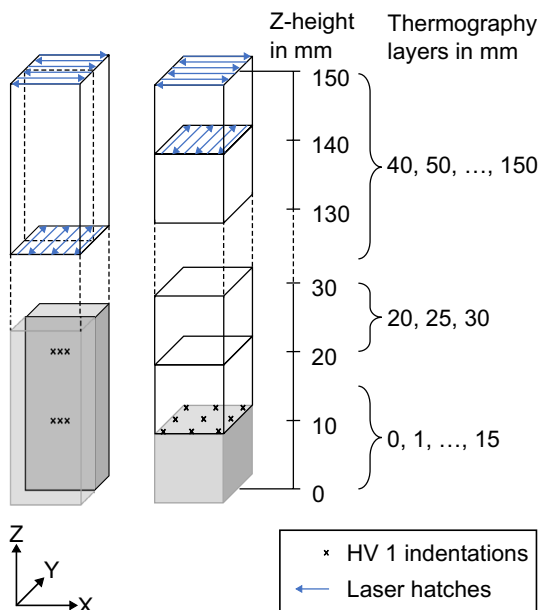 Z-height
in mm
Thermography
layers in mm
150
140
130
30
20
10
0
40, 50, …, 150
20, 25, 30
0, 1, …, 15
Z
Y
X
HV 1 indentations
Laser hatches